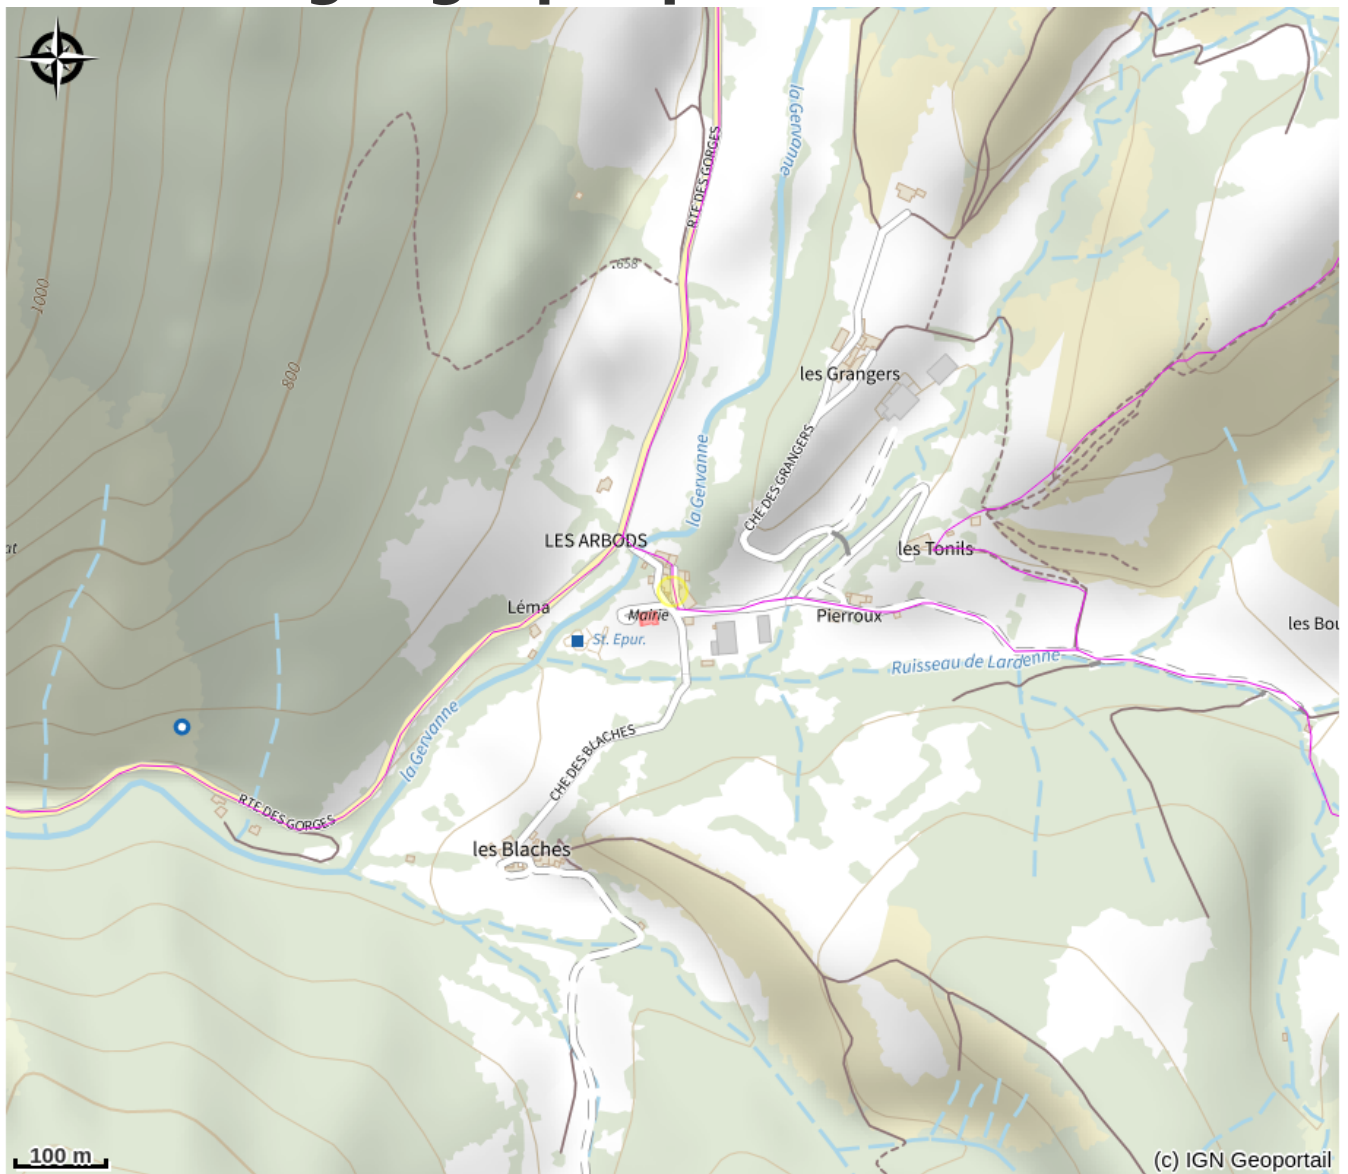 la Gervanne
RTE DES GORGES
.658
1000
800
les Grangers
CHE DES GRANGERS
la Gervanne
LES ARBODS
les Tonils
at
Léma
Mairie
Pierroux
les Bou
St. Epur.
Ruisseau de Lardenne
la Gervanne
CHE DES BLACHES
RTE DES GORGES
les Blaches
100 m
(c) IGN Geoportail